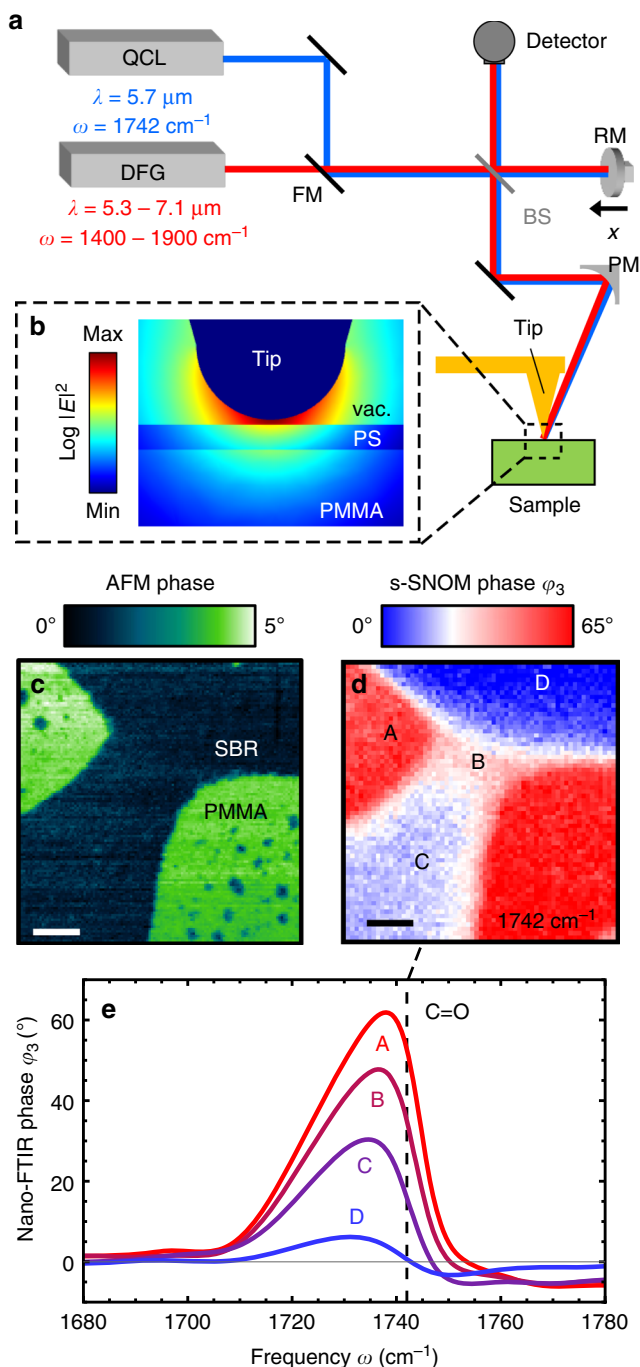 a
QCL
λ = 5.7 μm
ω = 1742 cm⁻¹
DFG
λ = 5.3 – 7.1 μm
ω = 1400 – 1900 cm⁻¹
FM
Detector
RM
BS
x
PM
Tip
Sample
b
Max
Log |E|²
Min
Tip
vac.
PS
PMMA
AFM phase
0°
5°
c
SBR
PMMA
s-SNOM phase φ₃
0°
65°
d
D
A
B
C
1742 cm⁻¹
e
C=O
A
B
C
D
Nano-FTIR phase φ₃ (°)
60
40
20
0
1680 1700 1720 1740 1760 1780
Frequency ω (cm⁻¹)